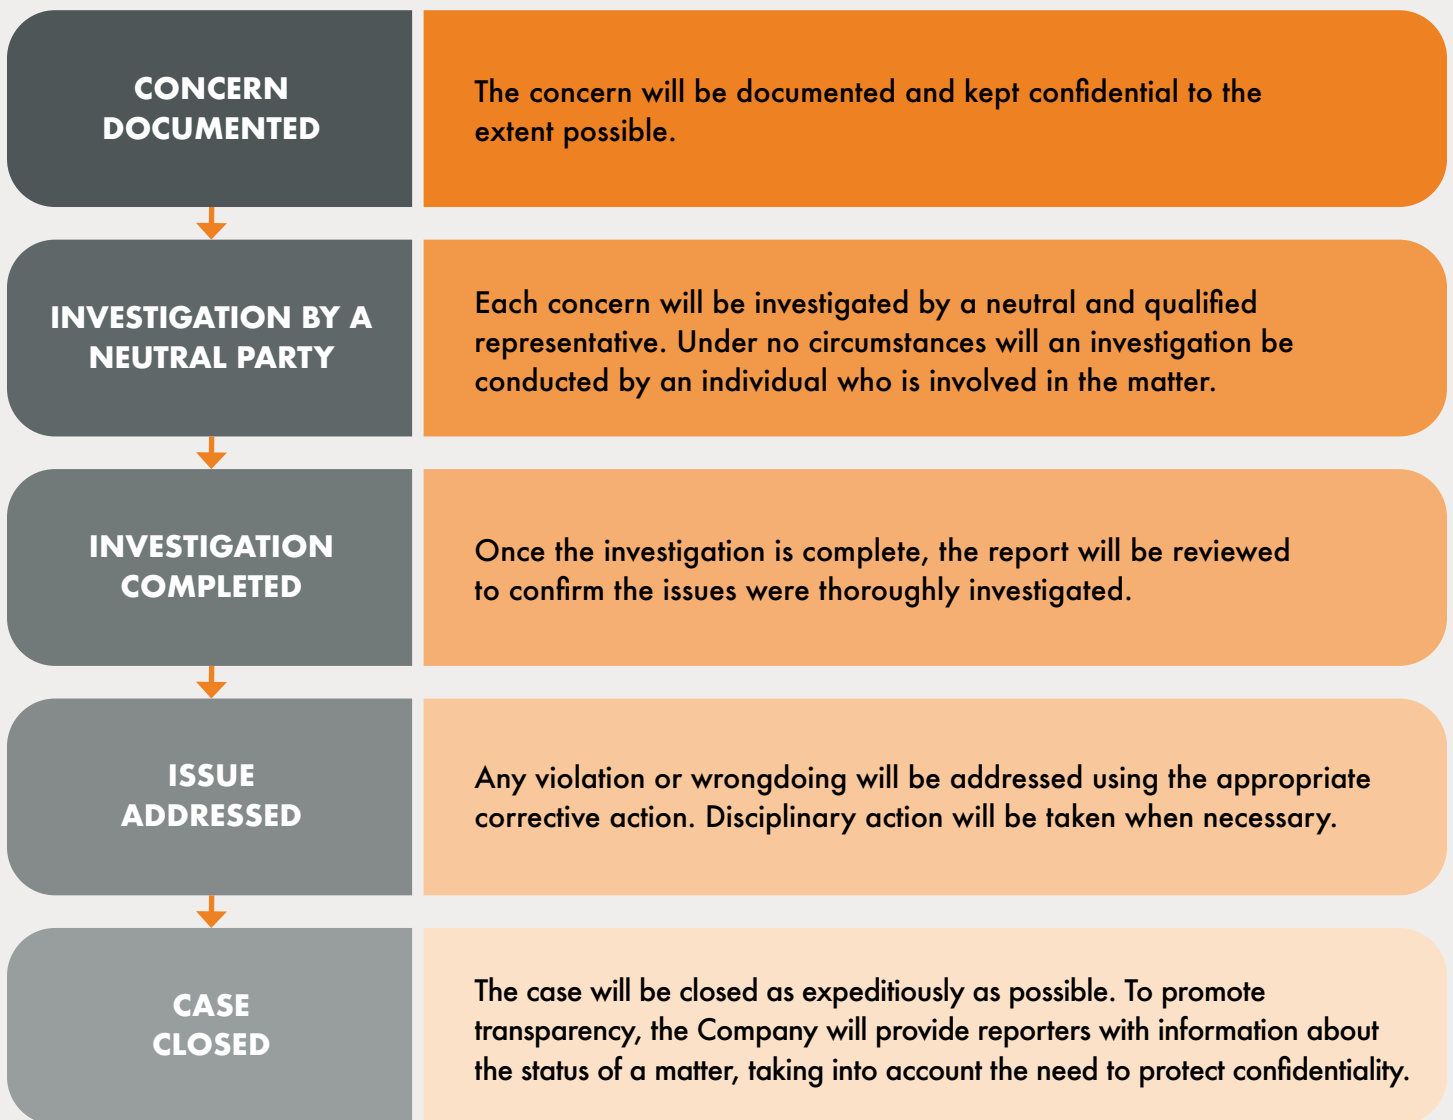 CONCERN
DOCUMENTED
The concern will be documented and kept confidential to the
extent possible.
INVESTIGATION BY A
NEUTRAL PARTY
Each concern will be investigated by a neutral and qualified
representative. Under no circumstances will an investigation be
conducted by an individual who is involved in the matter.
INVESTIGATION
COMPLETED
Once the investigation is complete, the report will be reviewed
to confirm the issues were thoroughly investigated.
ISSUE
ADDRESSED
Any violation or wrongdoing will be addressed using the appropriate
corrective action. Disciplinary action will be taken when necessary.
CASE
CLOSED
The case will be closed as expeditiously as possible. To promote
transparency, the Company will provide reporters with information about
the status of a matter, taking into account the need to protect confidentiality.